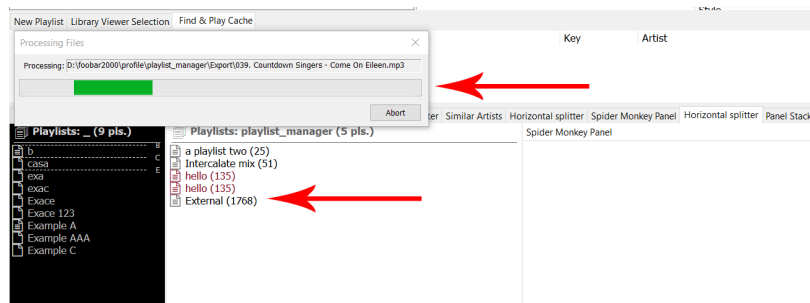 Style
New Playlist Library Viewer Selection Find & Play Cache
Processing Files
Key Artist
Processing: D:\foobar2000\profile\playlist_manager\Export\039. Countdown Singers - Come On Eileen.mp3
Abort
ter Similar Artists Horizontal splitter Spider Monkey Panel Horizontal splitter Panel Stack
Playlists: _ (9 pls.)
B
b
C
casa
E
exa
exac
Exace
Exace 123
Example A
Example AAA
Example C
Playlists: playlist_manager (5 pls.)
a playlist two (25)
Intercalate mix (51)
hello (135)
hello (135)
External (1768)
Spider Monkey Panel